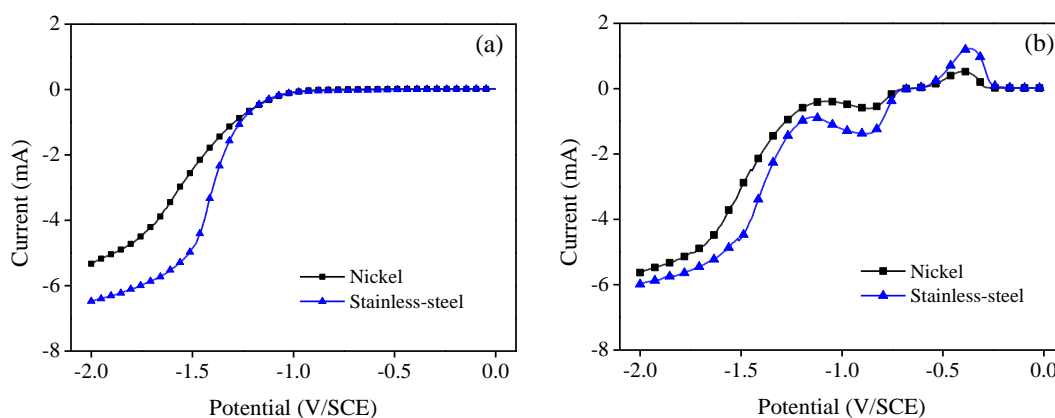 (a)
2
0
-2
-4
-6
-8
Current (mA)
Nickel
Stainless-steel
-2.0 -1.5 -1.0 -0.5 0.0
Potential (V/SCE)
(b)
2
0
-2
-4
-6
-8
Current (mA)
Nickel
Stainless-steel
-2.0 -1.5 -1.0 -0.5 0.0
Potential (V/SCE)